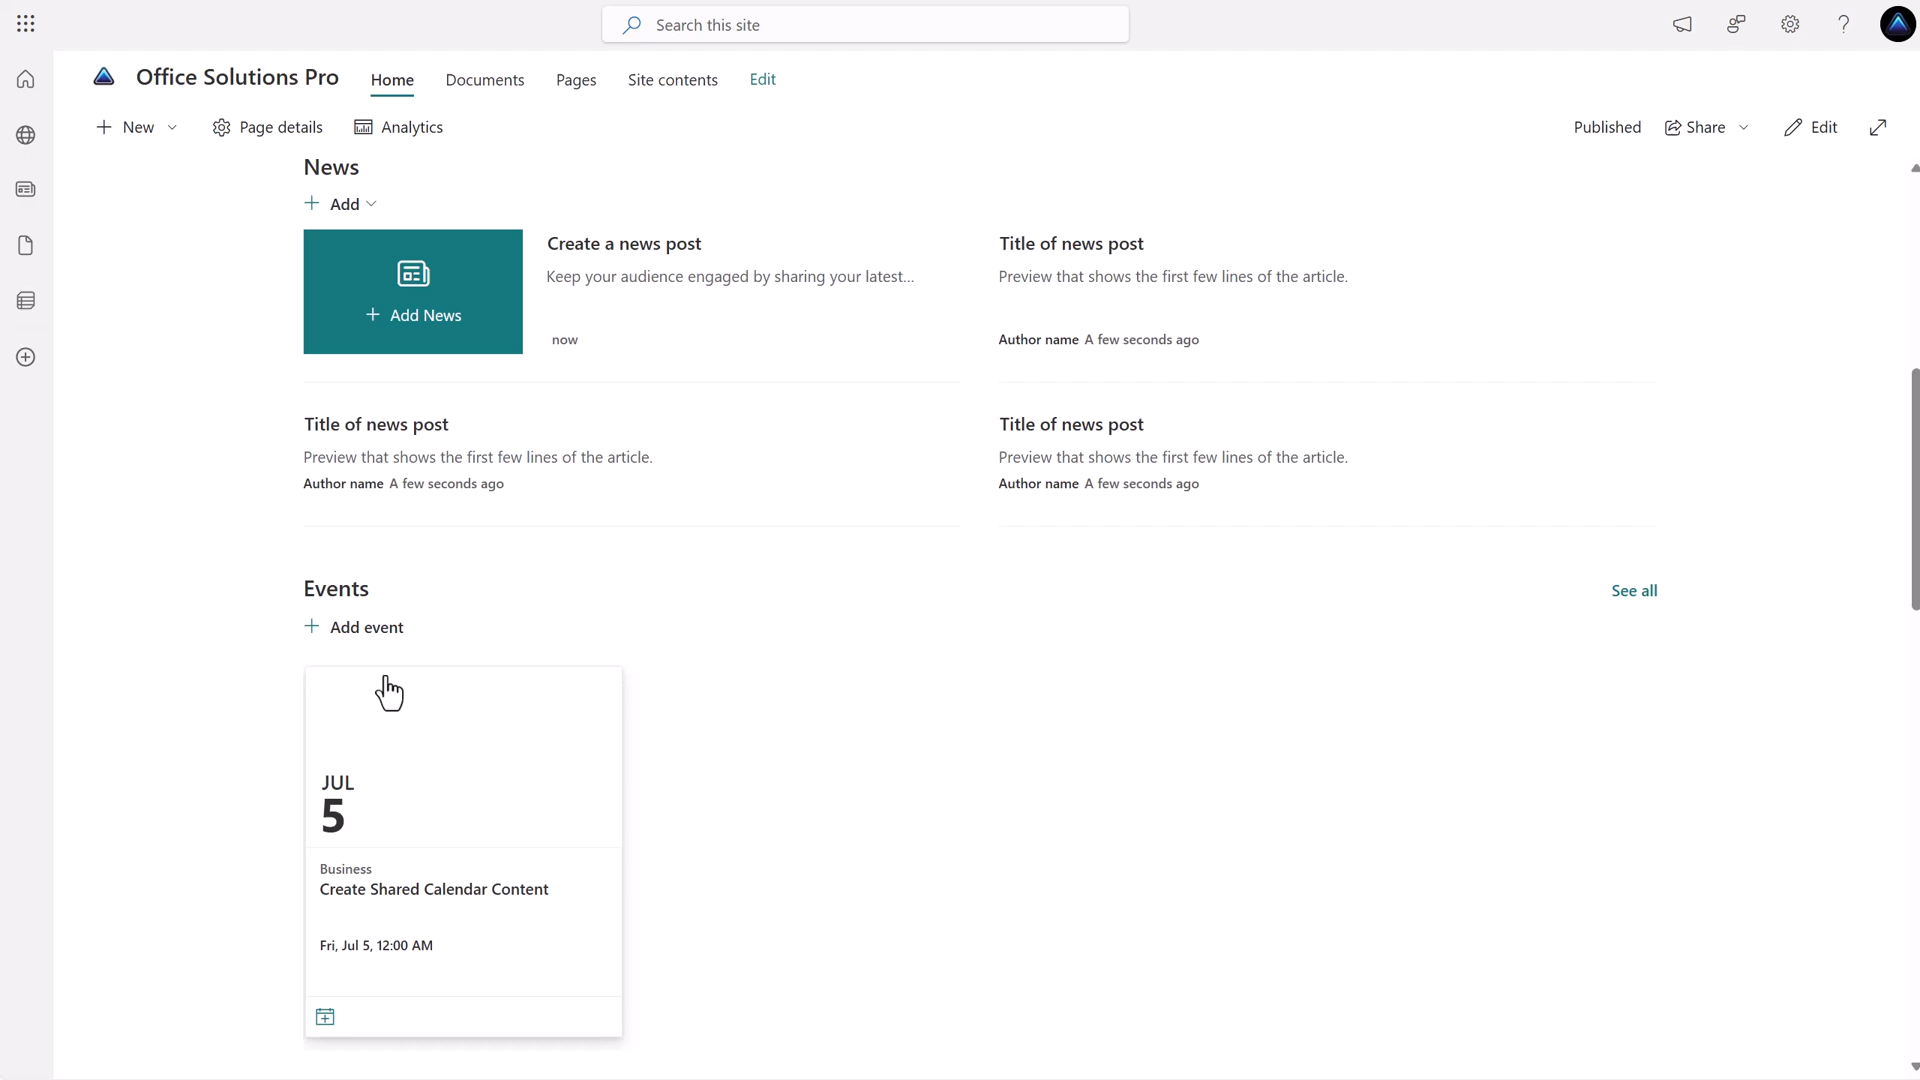 Search this site
Office Solutions Pro
Home
Documents
Pages
Site contents
Edit
New
Page details
Analytics
Published
Share
Edit
News
Add
Add News
Create a news post
Keep your audience engaged by sharing your latest...
now
Title of news post
Preview that shows the first few lines of the article.
Author name A few seconds ago
Title of news post
Preview that shows the first few lines of the article.
Author name A few seconds ago
Title of news post
Preview that shows the first few lines of the article.
Author name A few seconds ago
Events
See all
Add event
JUL
5
Business
Create Shared Calendar Content
Fri, Jul 5, 12:00 AM